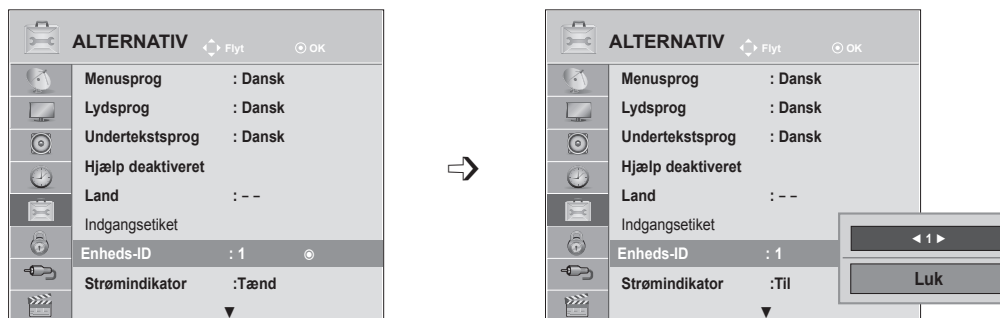 ALTERNATIV Flyt OK
Menusprog : Dansk
Lydsprog : Dansk
Undertekstsprog : Dansk
Hjælp deaktiveret
Land : – –
Indgangsetiket
Enheds-ID : 1
Strømindikator :Tænd
▼
ALTERNATIV Flyt OK
Menusprog : Dansk
Lydsprog : Dansk
Undertekstsprog : Dansk
Hjælp deaktiveret
Land : – –
Indgangsetiket
Enheds-ID : 1
Strømindikator :Til
▼
◄ 1 ►
Luk